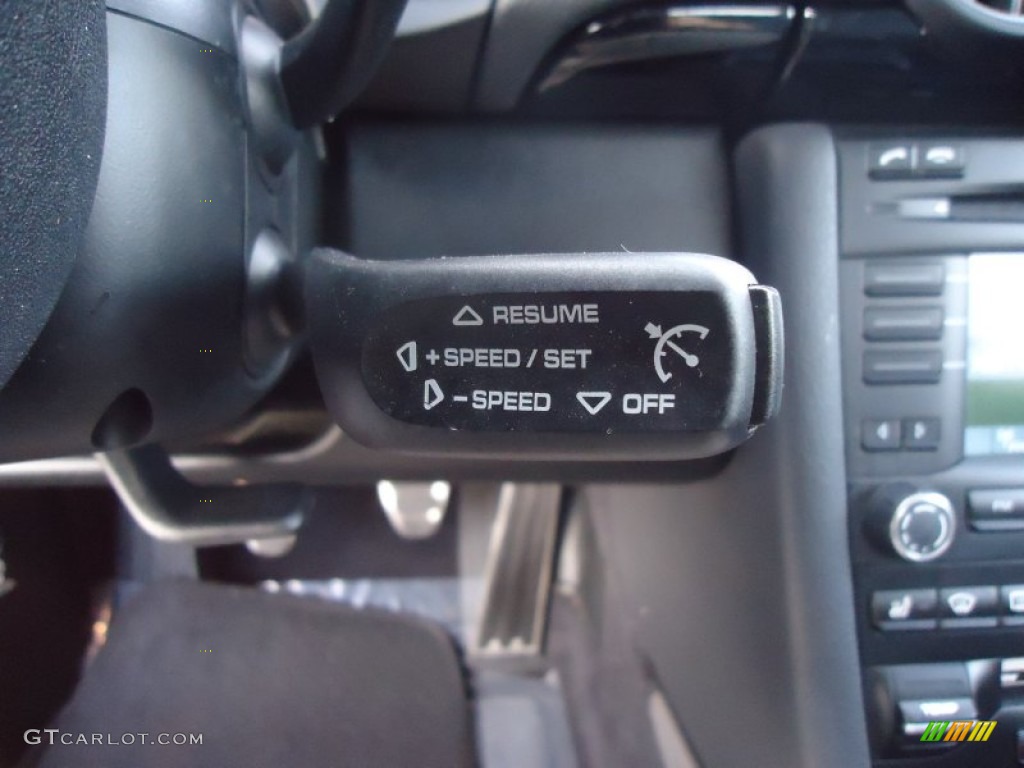 RESUME
+SPEED / SET
-SPEED OFF
GTCARLOT.COM